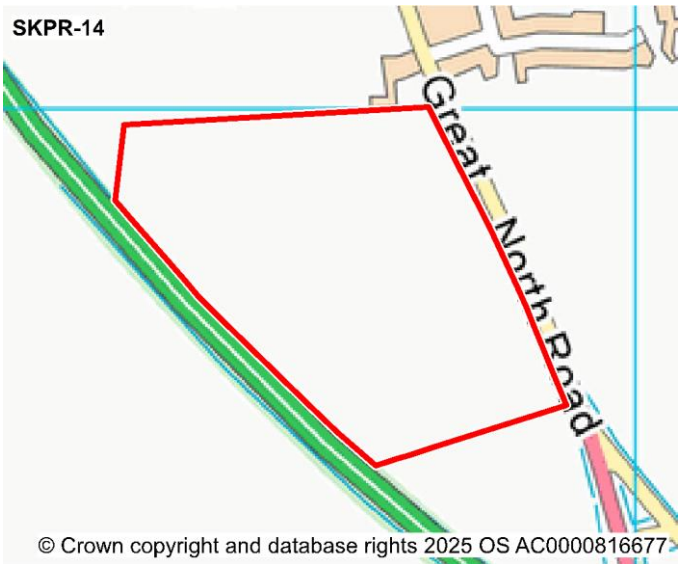 SKPR-14
Great North Road
© Crown copyright and database rights 2025 OS AC0000816677